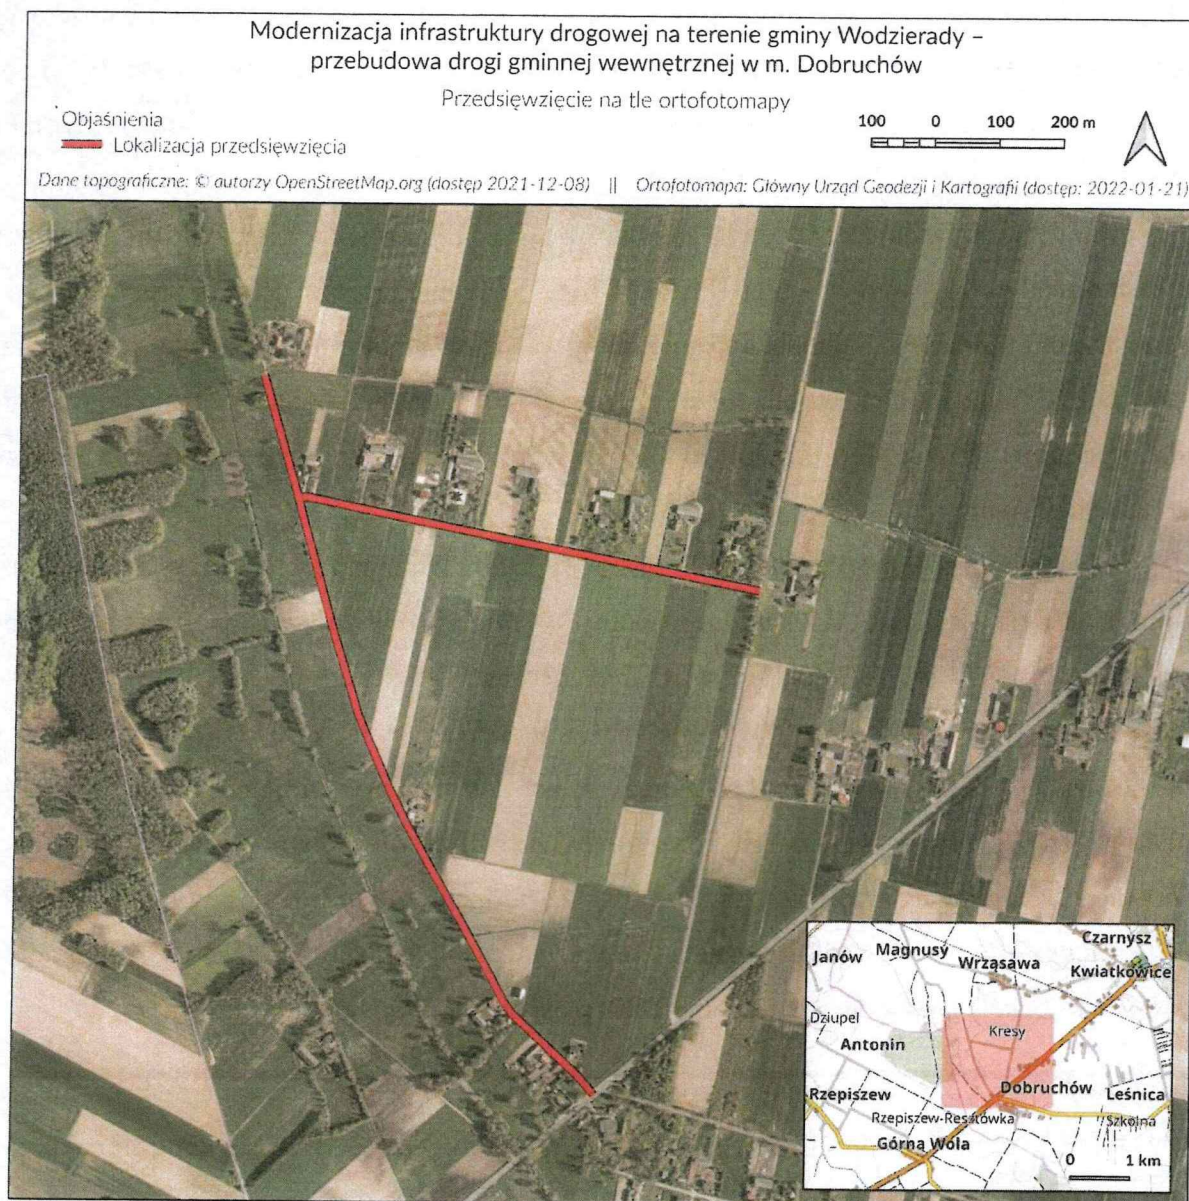 Modernizacja infrastruktury drogowej na terenie gminy Wodzierady –
przebudowa drogi gminnej wewnętrznej w m. Dobruchów
Przedsięwzięcie na tle ortofotomapy
Objaśnienia
Lokalizacja przedsięwzięcia
100 0 100 200 m
Dane topograficzne: © autorzy OpenStreetMap.org (dostęp 2021-12-08) || Ortofotomapa: Główny Urząd Geodezji i Kartografii (dostęp: 2022-01-21)
Czarnysz
Janów Magnusy Wrząsawa Kwiatkowice
Dziupel Kresy
Antonin
Rzepiszew Dobruchów Leśnica
Rzepiszew-Resztówka Szkolna
Górna Wola
0 1 km